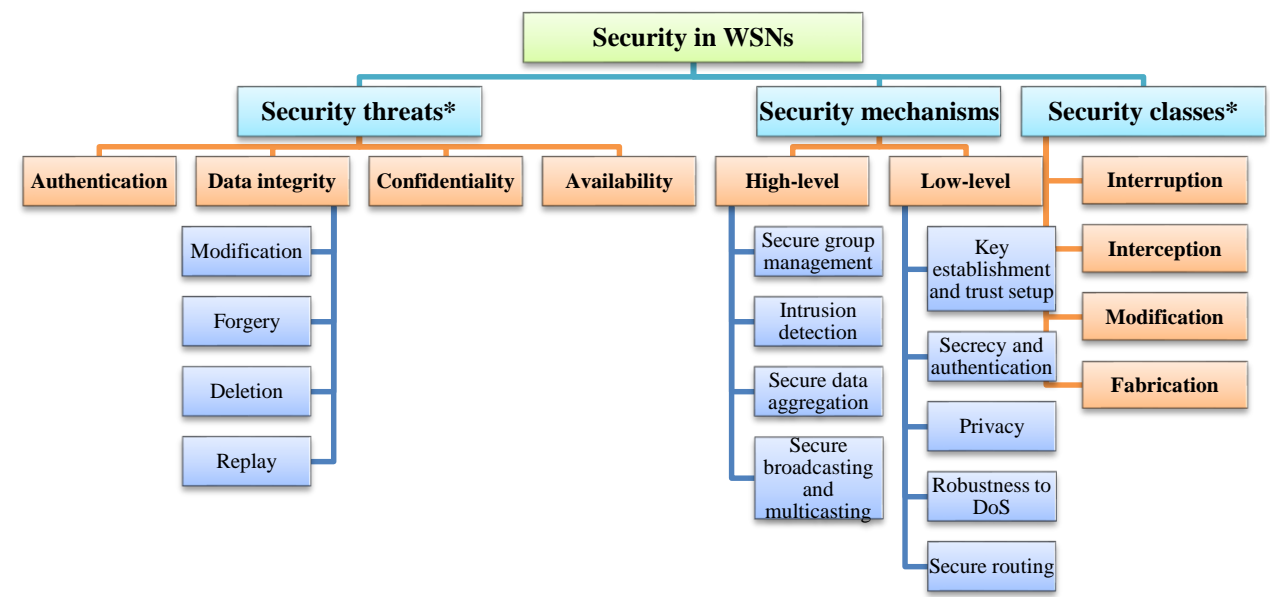 Security in WSNs
Security threats*
Security mechanisms
Security classes*
Authentication
Data integrity
Confidentiality
Availability
High-level
Low-level
Interruption
Interception
Modification
Fabrication
Modification
Forgery
Deletion
Replay
Secure group
management
Intrusion
detection
Secure data
aggregation
Secure
broadcasting
and
multicasting
Key
establishment
and trust setup
Secrecy and
authentication
Privacy
Robustness to
DoS
Secure routing